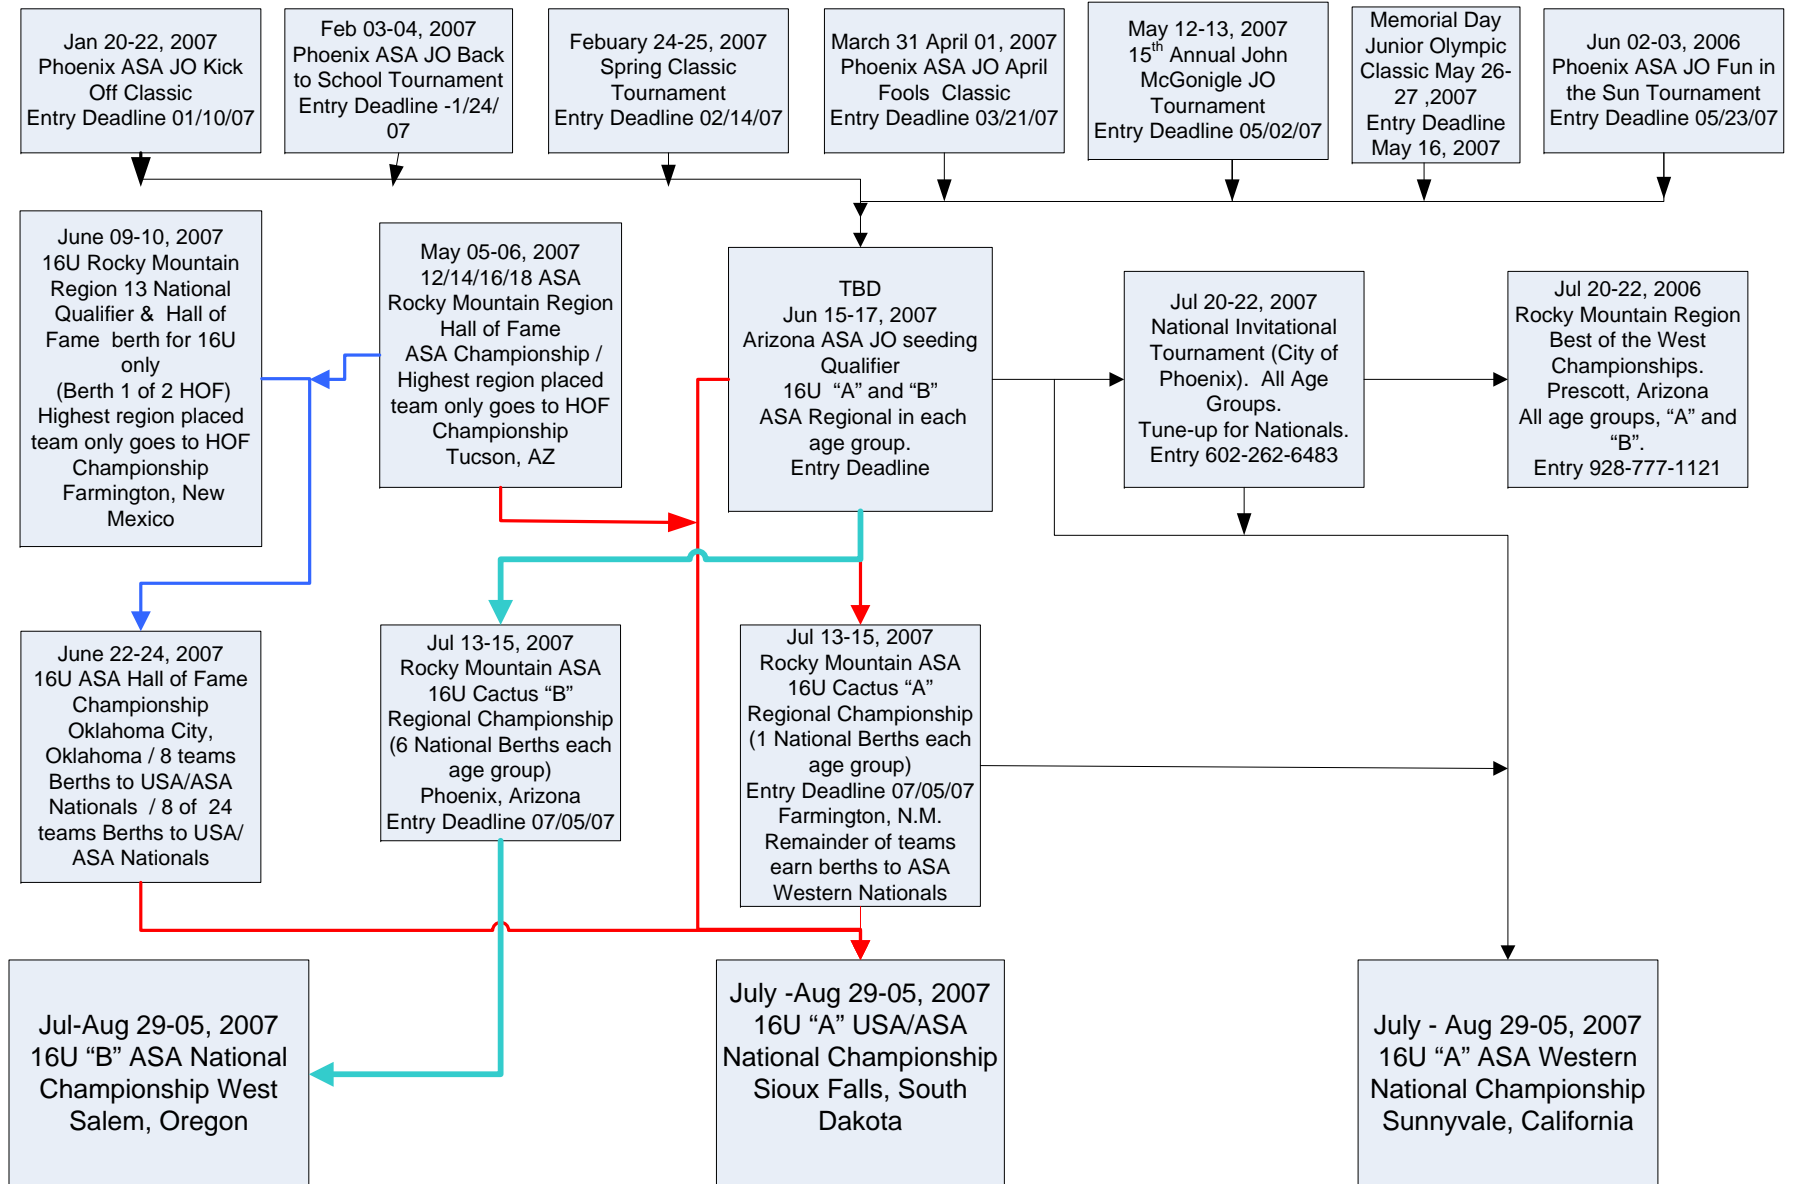 Jan 20-22, 2007
Phoenix ASA JO Kick
Off Classic
Entry Deadline 01/10/07
Feb 03-04, 2007
Phoenix ASA JO Back
to School Tournament
Entry Deadline -1/24/
07
Febuary 24-25, 2007
Spring Classic
Tournament
Entry Deadline 02/14/07
March 31 April 01, 2007
Phoenix ASA JO April
Fools  Classic
Entry Deadline 03/21/07
May 12-13, 2007
15th Annual John
McGonigle JO
Tournament
Entry Deadline 05/02/07
Memorial Day
Junior Olympic
Classic May 26-
27 ,2007
Entry Deadline
May 16, 2007
Jun 02-03, 2006
Phoenix ASA JO Fun in
the Sun Tournament
Entry Deadline 05/23/07
June 09-10, 2007
16U Rocky Mountain
Region 13 National
Qualifier &  Hall of
Fame  berth for 16U
only
(Berth 1 of 2 HOF)
Highest region placed
team only goes to HOF
Championship
Farmington, New
Mexico
May 05-06, 2007
12/14/16/18 ASA
Rocky Mountain Region
Hall of Fame
ASA Championship /
Highest region placed
team only goes to HOF
Championship
Tucson, AZ
TBD
Jun 15-17, 2007
Arizona ASA JO seeding
Qualifier
16U  “A” and “B”
ASA Regional in each
age group.
Entry Deadline
Jul 20-22, 2007
National Invitational
Tournament (City of
Phoenix).  All Age
Groups.
Tune-up for Nationals.
Entry 602-262-6483
Jul 20-22, 2006
Rocky Mountain Region
Best of the West
Championships.
Prescott, Arizona
All age groups, “A” and
“B”.
Entry 928-777-1121
June 22-24, 2007
16U ASA Hall of Fame
Championship
Oklahoma City,
Oklahoma / 8 teams
Berths to USA/ASA
Nationals  / 8 of  24
teams Berths to USA/
ASA Nationals
Jul 13-15, 2007
Rocky Mountain ASA
16U Cactus “B”
Regional Championship
(6 National Berths each
age group)
Phoenix, Arizona
Entry Deadline 07/05/07
Jul 13-15, 2007
Rocky Mountain ASA
16U Cactus “A”
Regional Championship
(1 National Berths each
age group)
Entry Deadline 07/05/07
Farmington, N.M.
Remainder of teams
earn berths to ASA
Western Nationals
Jul-Aug 29-05, 2007
16U “B” ASA National
Championship West
Salem, Oregon
July -Aug 29-05, 2007
16U “A” USA/ASA
National Championship
Sioux Falls, South
Dakota
July - Aug 29-05, 2007
16U “A” ASA Western
National Championship
Sunnyvale, California